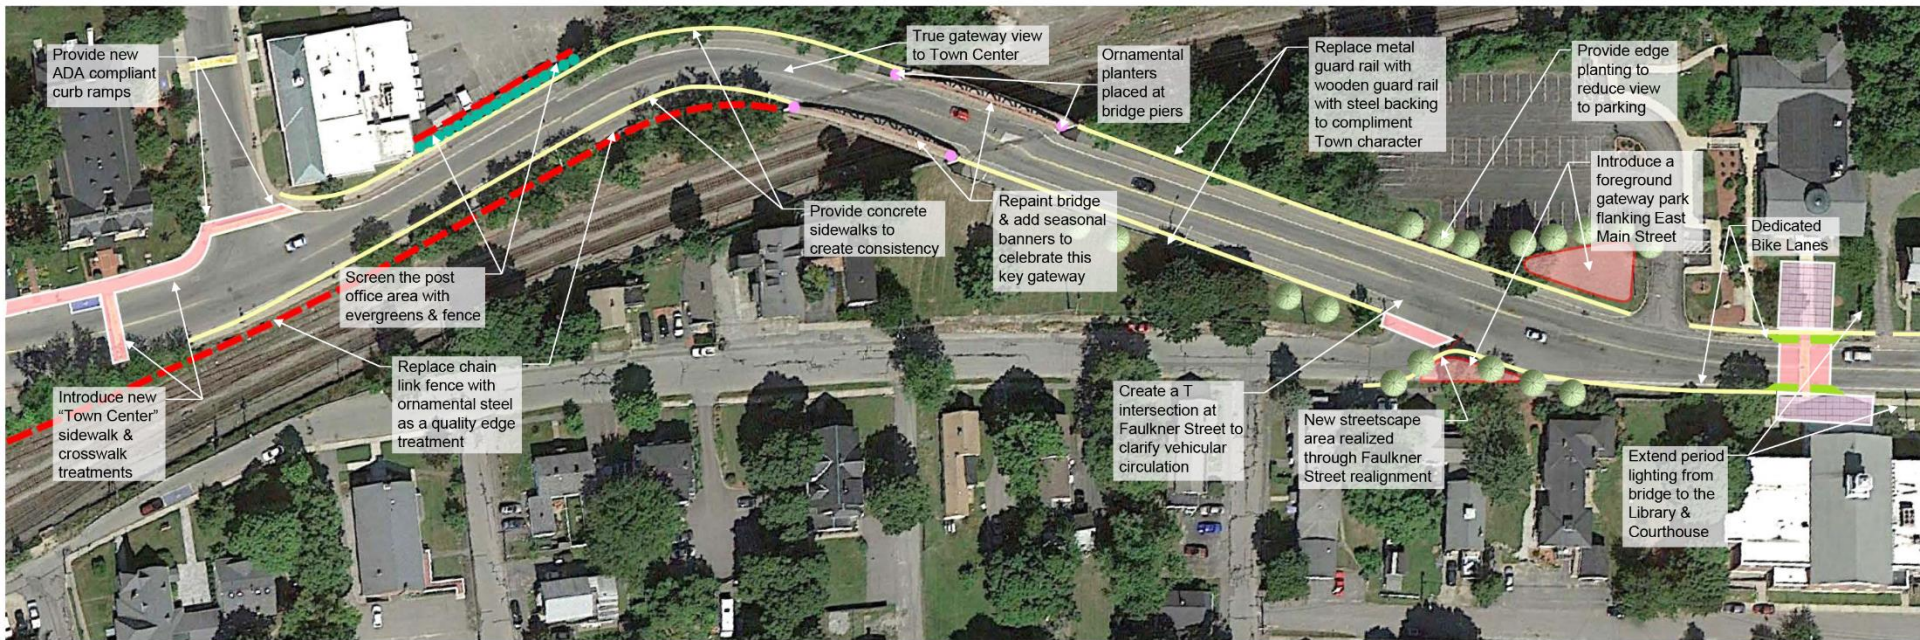 Provide new
ADA compliant
curb ramps
True gateway view
to Town Center
Ornamental
planters
placed at
bridge piers
Replace metal
guard rail with
wooden guard rail
with steel backing
to compliment
Town character
Provide edge
planting to
reduce view
to parking
Introduce a
foreground
gateway park
flanking East
Main Street
Dedicated
Bike Lanes
Provide concrete
sidewalks to
create consistency
Repaint bridge
& add seasonal
banners to
celebrate this
key gateway
Screen the post
office area with
evergreens & fence
Replace chain
link fence with
ornamental steel
as a quality edge
treatment
Introduce new
“Town Center”
sidewalk &
crosswalk
treatments
Create a T
intersection at
Faulkner Street to
clarify vehicular
circulation
New streetscape
area realized
through Faulkner
Street realignment
Extend period
lighting from
bridge to the
Library &
Courthouse